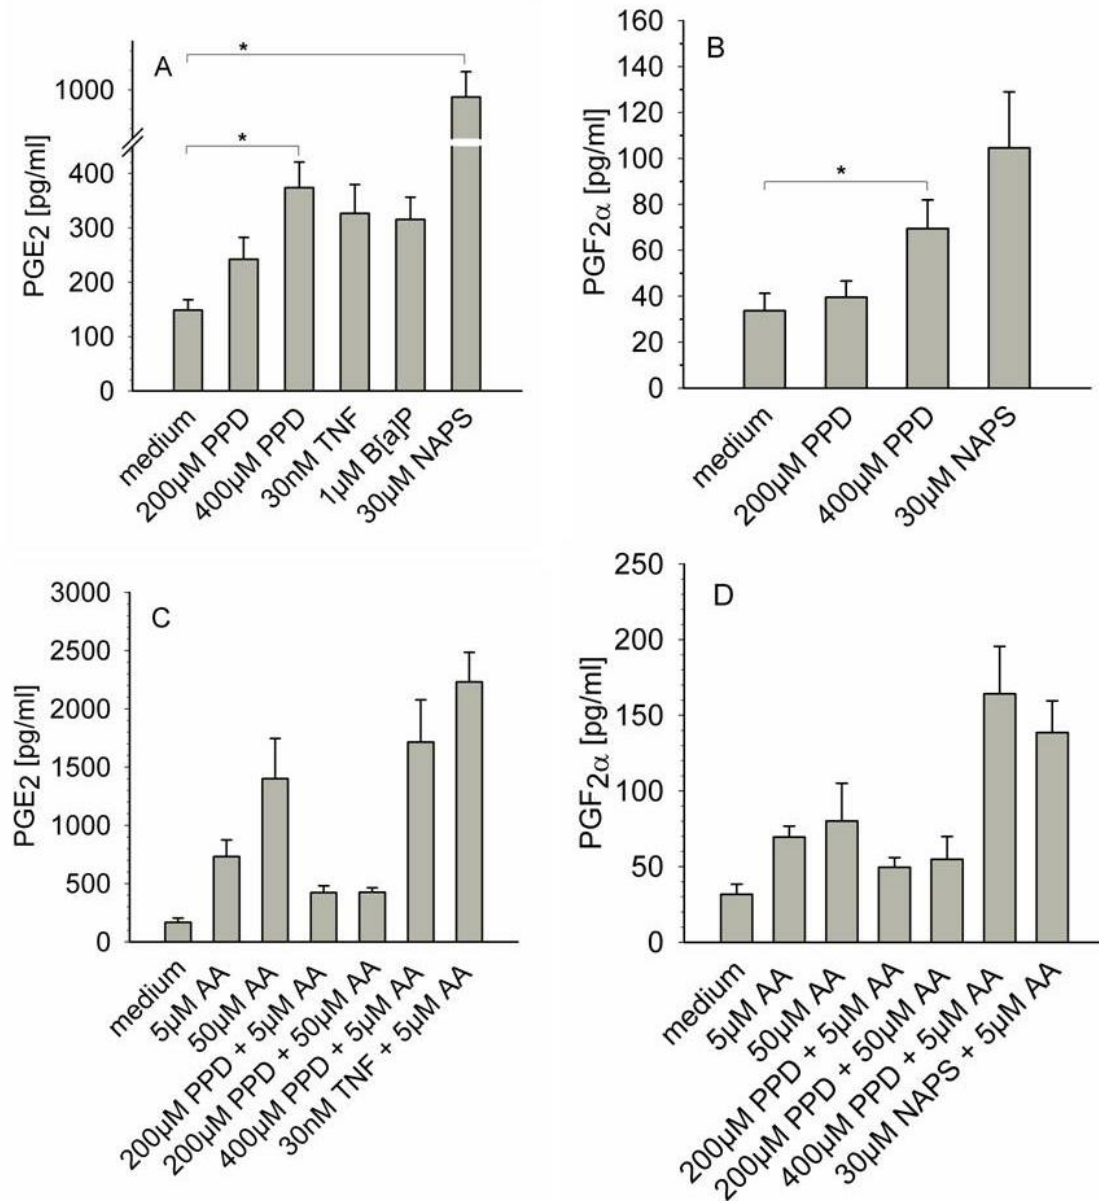 A
PGE2 [pg/ml]
1000
400
300
200
100
0
*
*
medium
200µM PPD
400µM PPD
30nM TNF
1µM B[a]P
30µM NAPS
B
PGF2α [pg/ml]
160
140
120
100
80
60
40
20
0
*
medium
200µM PPD
400µM PPD
30µM NAPS
C
PGE2 [pg/ml]
3000
2500
2000
1500
1000
500
0
medium
5µM AA
50µM AA
200µM PPD + 5µM AA
200µM PPD + 50µM AA
400µM PPD + 5µM AA
30nM TNF + 5µM AA
D
PGF2α [pg/ml]
250
200
150
100
50
0
medium
5µM AA
50µM AA
200µM PPD + 5µM AA
200µM PPD + 50µM AA
400µM PPD + 5µM AA
30µM NAPS + 5µM AA